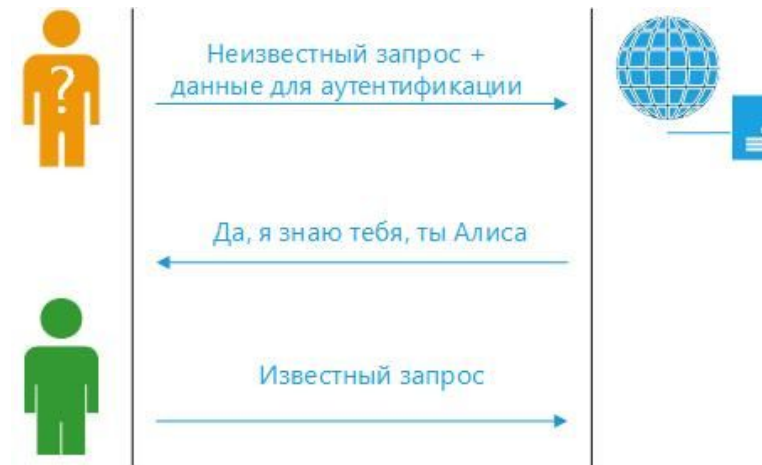 ?
Неизвестный запрос +
данные для аутентификации
Да, я знаю тебя, ты Алиса
Известный запрос